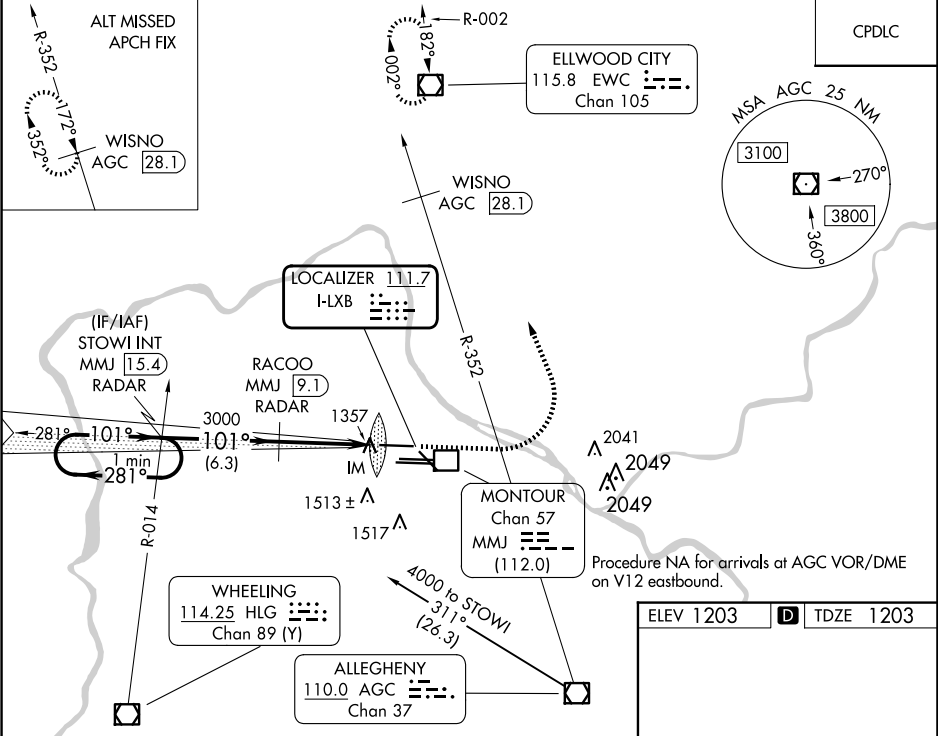 ALT MISSED
APCH FIX
R-352
172°
352°
WISNO
AGC 28.1
R-002
182°
002°
ELLWOOD CITY
115.8 EWC
Chan 105
CPDLC
MSA AGC 25 NM
3100
270°
3800
360°
WISNO
AGC 28.1
LOCALIZER 111.7
I-LXB
R-352
(IF/IAF)
STOWI INT
MMJ 15.4
RADAR
RACOO
MMJ 9.1
RADAR
1357
3000
281°
101°
101°
(6.3)
1 min
281°
IM
R-014
1513 ±
1517
2041
2049
2049
MONTOUR
Chan 57
MMJ
(112.0)
Procedure NA for arrivals at AGC VOR/DME
on V12 eastbound.
4000 to STOWI
311°
(26.3)
WHEELING
114.25 HLG
Chan 89 (Y)
ALLEGHENY
110.0 AGC
Chan 37
ELEV 1203 D TDZE 1203